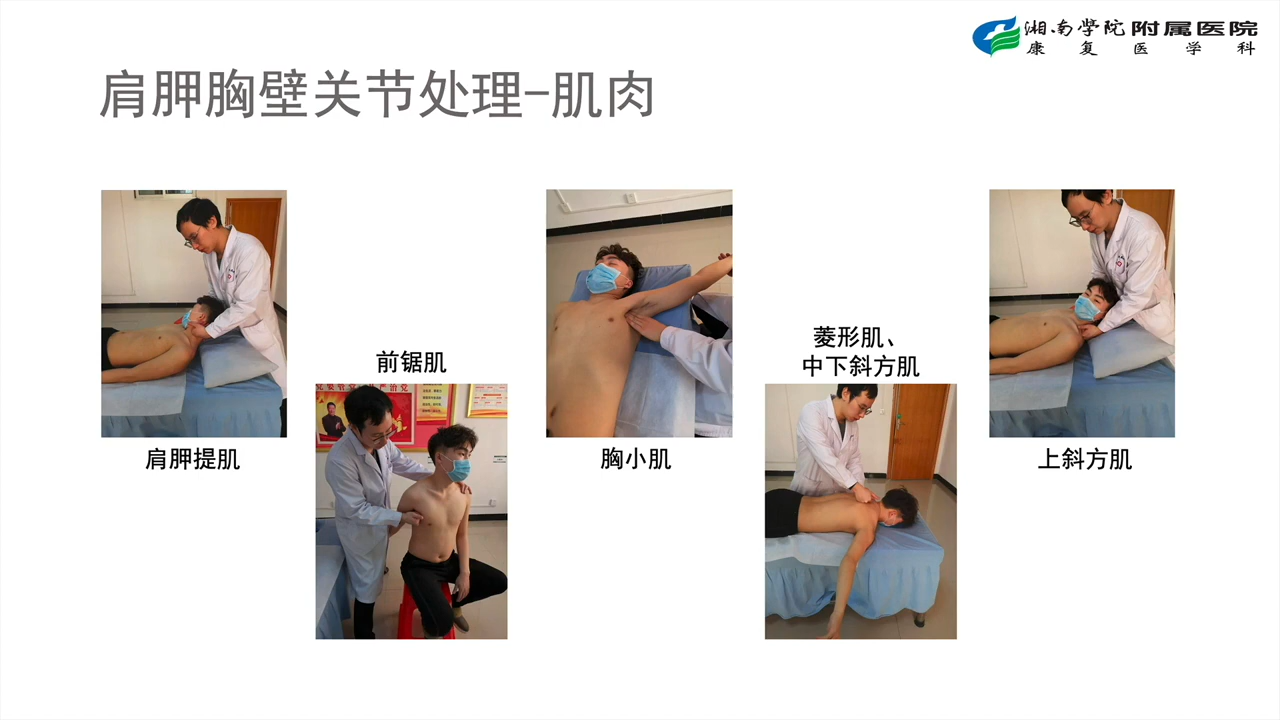 湘南学院附属医院
康复医学科
肩胛胸壁关节处理-肌肉
肩胛提肌
前锯肌
胸小肌
菱形肌、
中下斜方肌
上斜方肌